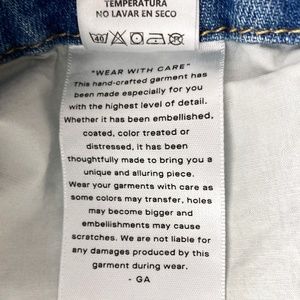 TEMPERATURA
NO LAVAR EN SECO
40
"WEAR WITH CARE"
This hand-crafted garment has
been made especially for you
with the highest level of detail.
Whether it has been embellished,
coated, color treated or
distressed, it has been
thoughtfully made to bring you a
unique and alluring piece.
Wear your garments with care as
some colors may transfer, holes
may become bigger and
embellishments may cause
scratches. We are not liable for
any damages produced by this
garment during wear.
- GA